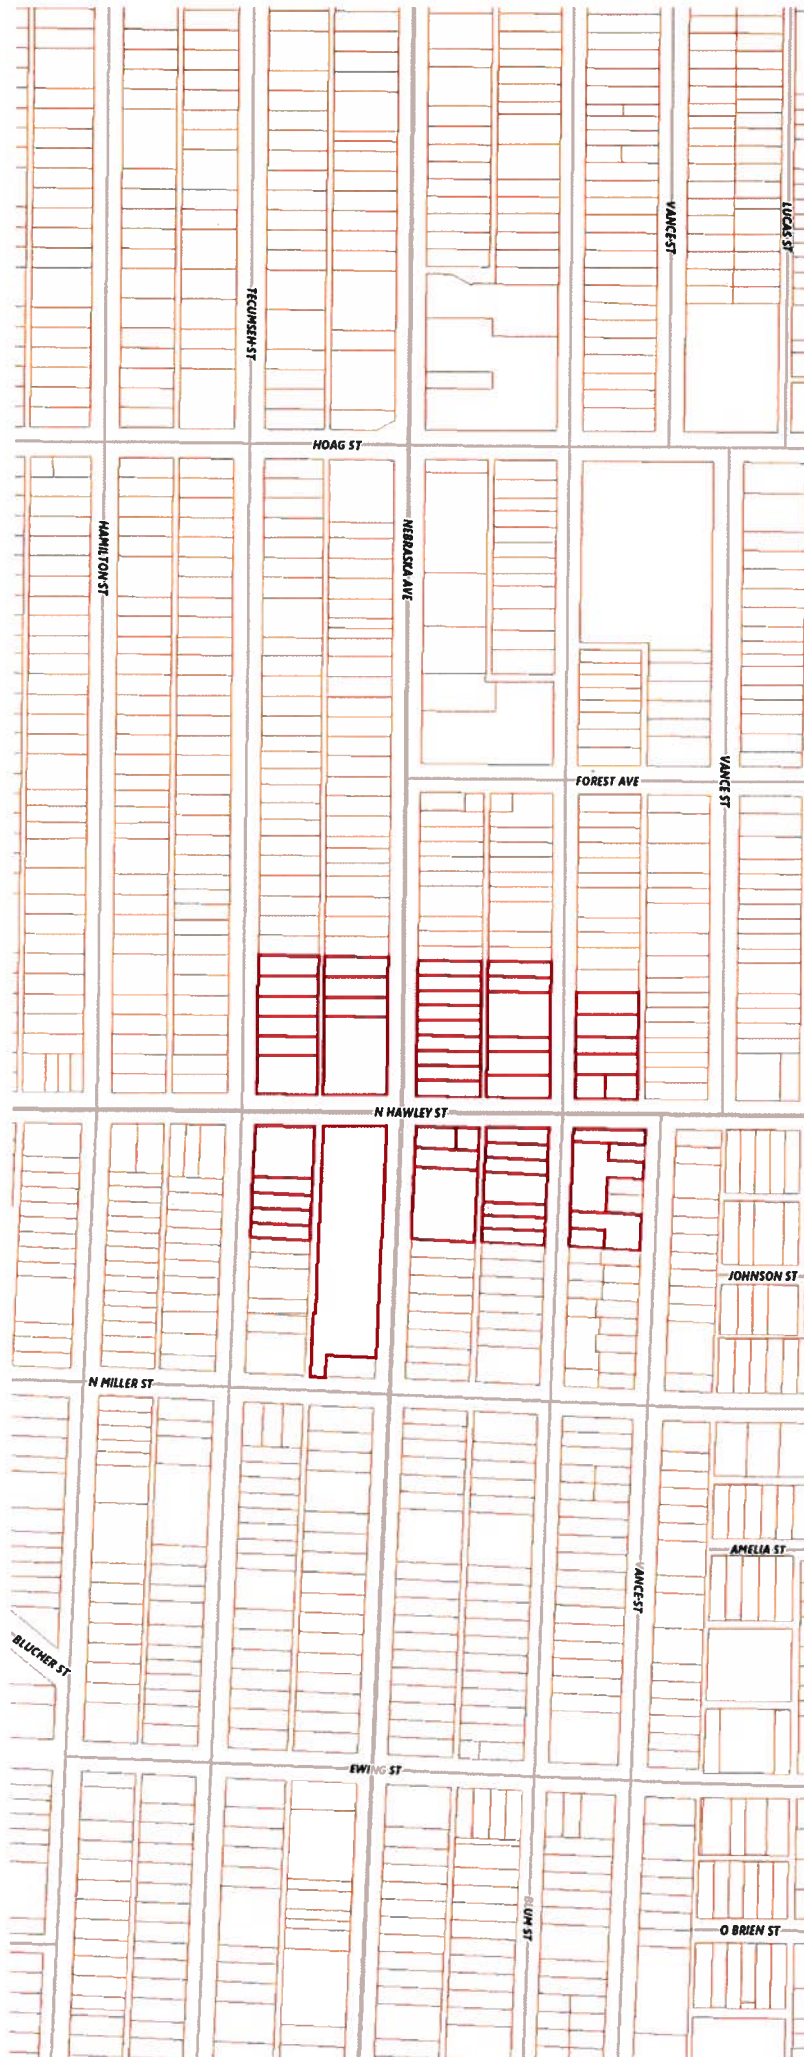 VANCE ST
LUCAS ST
TECUMSEH ST
HOAG ST
HAMILTON ST
NEBRASKA AVE
FOREST AVE
VANCE ST
N HAWLEY ST
JOHNSON ST
N MILLER ST
AMELIA ST
VANCE ST
BLUCHER ST
EWING ST
BLUM ST
O BRIEN ST